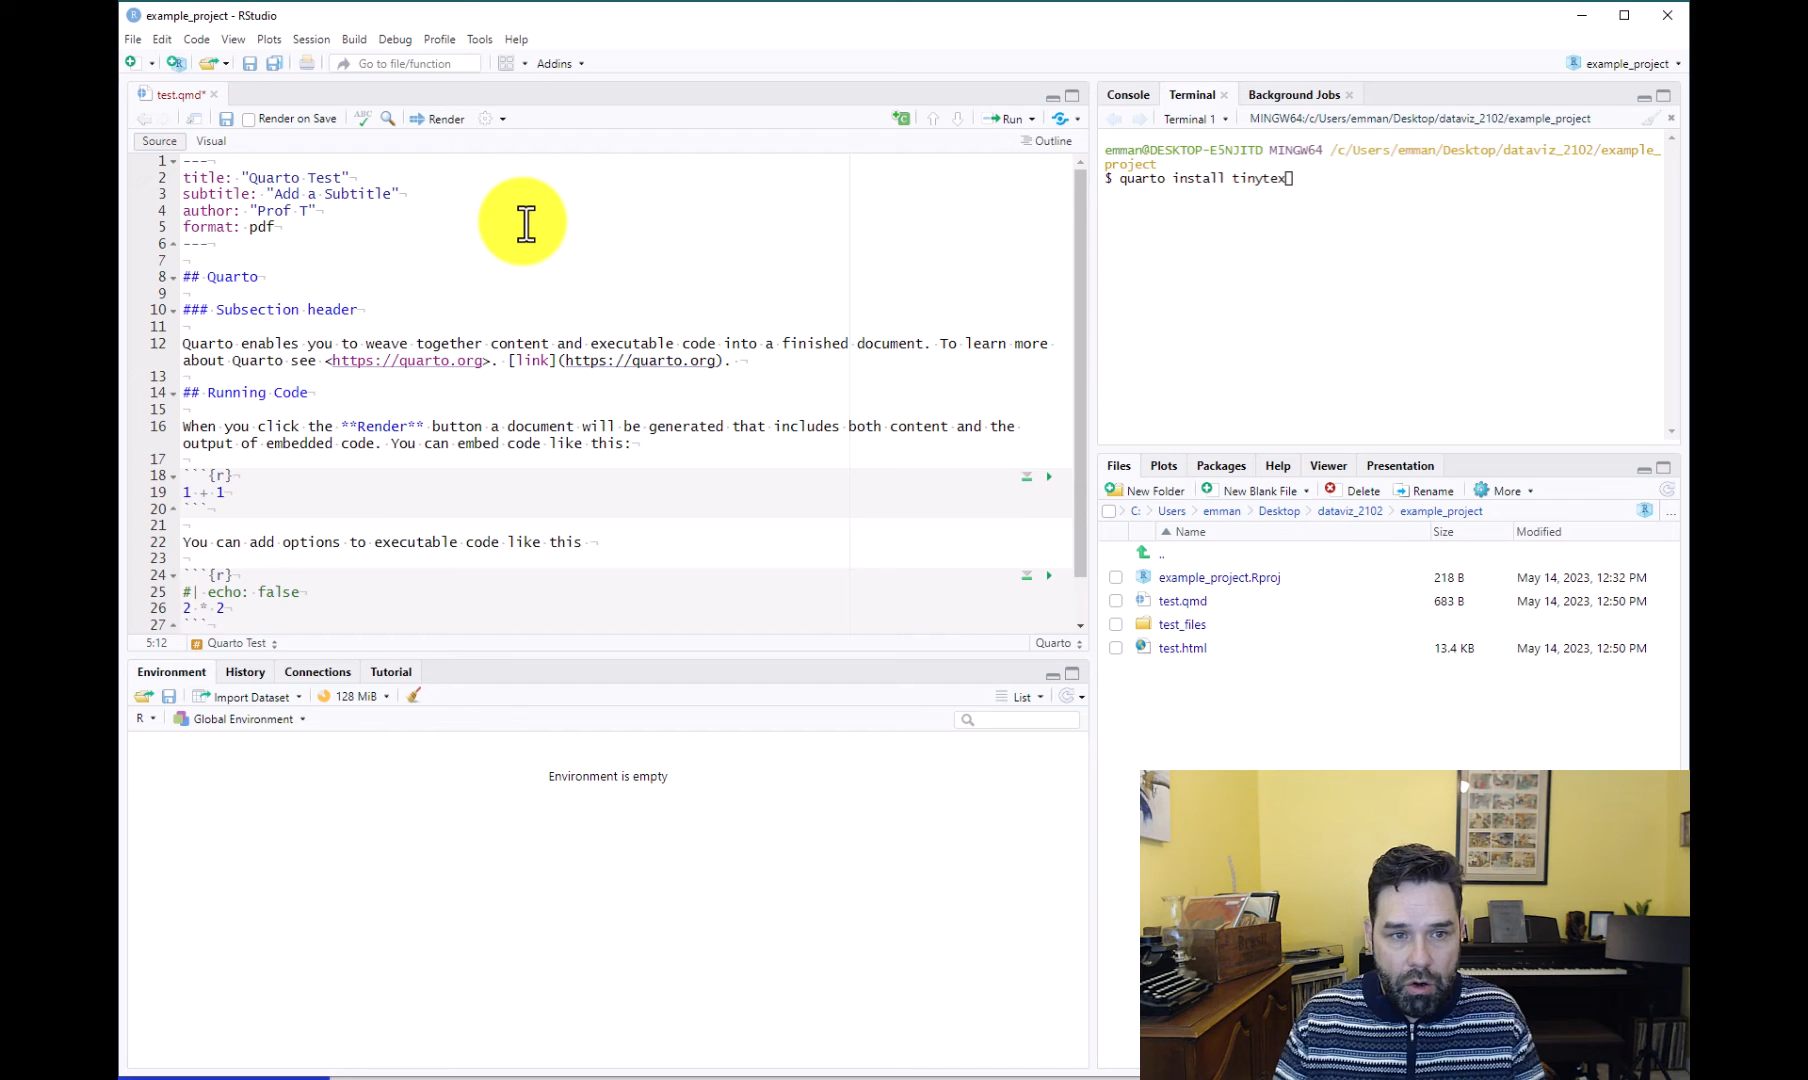 example_project - RStudio
File Edit Code View Plots Session Build Debug Profile Tools Help
Go to file/function Addins example_project
test.qmd*
Render on Save ABC Render Run
Source Visual Outline
1 ---
2 title: "Quarto Test"
3 subtitle: "Add a Subtitle"
4 author: "Prof T"
5 format: pdf
6 ---
7
8 ## Quarto
9
10 ### Subsection header
11
12 Quarto enables you to weave together content and executable code into a finished document. To learn more
about Quarto see <https://quarto.org>. [link](https://quarto.org).
13
14 ## Running Code
15
16 When you click the **Render** button a document will be generated that includes both content and the
output of embedded code. You can embed code like this:
17
18 ```{r}
19 1 + 1
20 ```
21
22 You can add options to executable code like this
23
24 ```{r}
25 #| echo: false
26 2 * 2
27 ```
5:12 Quarto Test Quarto
Environment History Connections Tutorial
Import Dataset 128 MiB List
R Global Environment
Environment is empty
Console Terminal Background Jobs
Terminal 1 MINGW64:/c/Users/emman/Desktop/dataviz_2102/example_project
emman@DESKTOP-E5NJITD MINGW64 /c/Users/emman/Desktop/dataviz_2102/example_
project
$ quarto install tinytex
Files Plots Packages Help Viewer Presentation
New Folder New Blank File Delete Rename More
C: Users emman Desktop dataviz_2102 example_project ...
Name Size Modified
..
example_project.Rproj 218 B May 14, 2023, 12:32 PM
test.qmd 683 B May 14, 2023, 12:50 PM
test_files
test.html 13.4 KB May 14, 2023, 12:50 PM